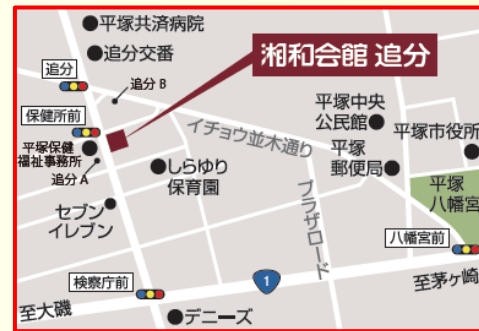 平塚共済病院
追分交番
追分
追分 B
湘和会館 追分
保健所前
平塚保健
福祉事務所
追分 A
イチョウ並木通り
平塚中央
公民館
平塚市役所
しらゆり
保育園
平塚
郵便局
平塚
八幡宮
プラザロード
セブン
イレブン
八幡宮前
検察庁前
1
至大磯
至茅ヶ崎
デニーズ